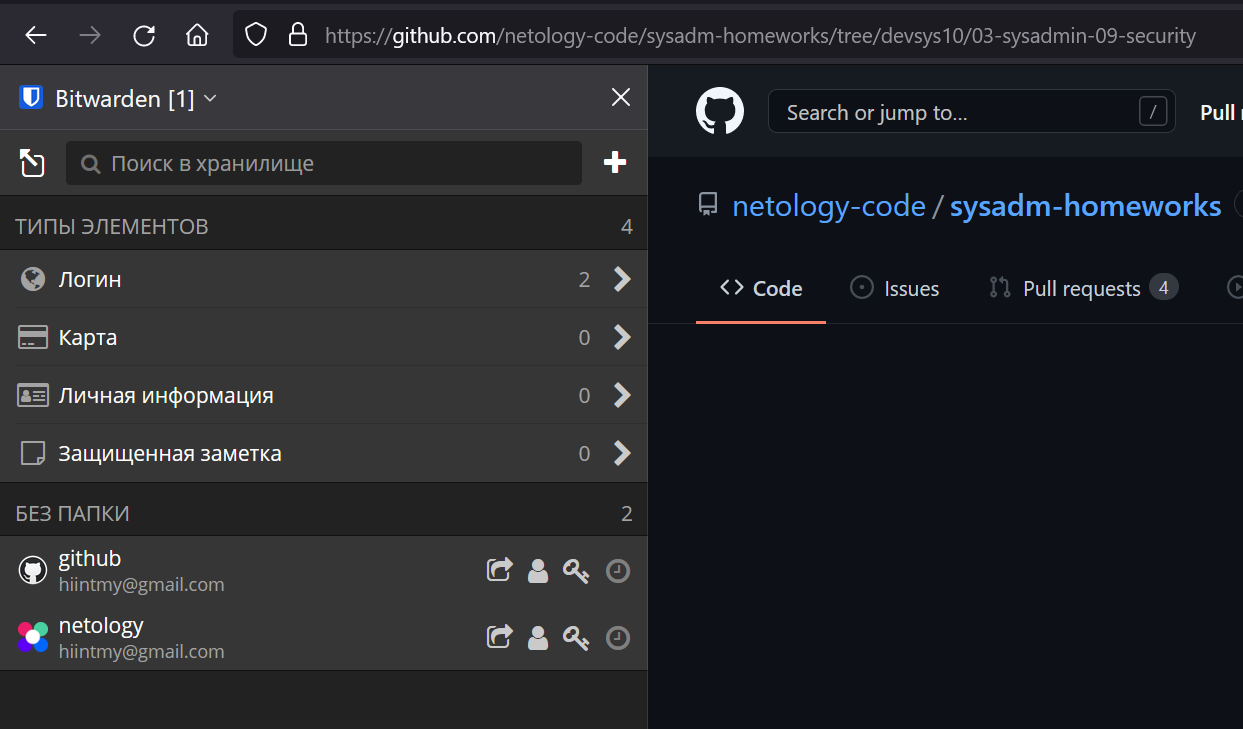 https://github.com/netology-code/sysadm-homeworks/tree/devsys10/03-sysadmin-09-security
Bitwarden [1]
Поиск в хранилище
ТИПЫ ЭЛЕМЕНТОВ 4
Логин 2
Карта 0
Личная информация 0
Защищенная заметка 0
БЕЗ ПАПКИ 2
github
hiintmy@gmail.com
netology
hiintmy@gmail.com
Search or jump to... /
Pull
netology-code / sysadm-homeworks
Code Issues Pull requests 4